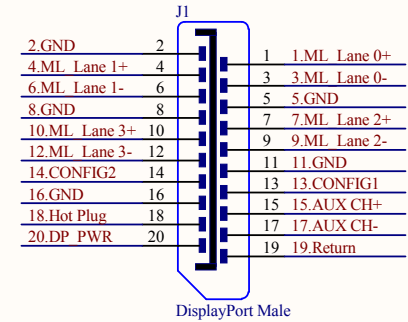 J1
2.GND 2
4.ML_Lane 1+ 4
6.ML_Lane 1- 6
8.GND 8
10.ML_Lane 3+ 10
12.ML_Lane 3- 12
14.CONFIG2 14
16.GND 16
18.Hot Plug 18
20.DP_PWR 20
1 1.ML_Lane 0+
3 3.ML_Lane 0-
5 5.GND
7 7.ML_Lane 2+
9 9.ML_Lane 2-
11 11.GND
13 13.CONFIG1
15 15.AUX CH+
17 17.AUX CH-
19 19.Return
DisplayPort Male